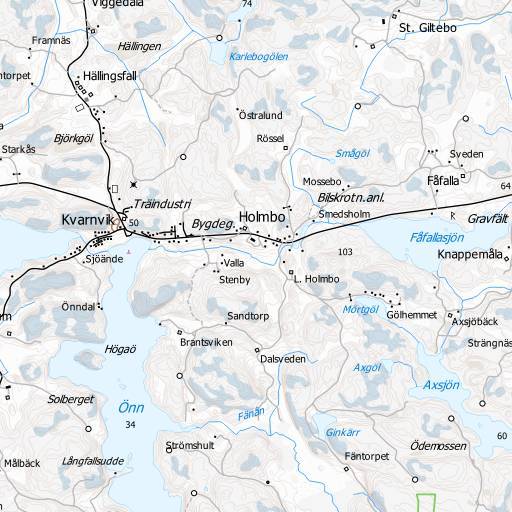 Viggedala
74
St. Giltebo
Framnäs
Hällingen
Karlebogölen
Hällingsfall
Östralund
Björkgöl
Rössel
Starkås
Smågöl
Sveden
Mossebo
Fåfalla
64
Träindustri
Bilskrotn.anl.
Kvarnvik
50
Bygdeg.
Holmbo
Smedsholm
Gravfält
Fåfallasjön
103
Knappemåla
Sjöände
Valla
Stenby
L. Holmbo
Önndal
Mörtgöl
Gölhemmet
Sandtorp
Axsjöbäck
Brantsviken
Strängnäs
Högaö
Dalsveden
Axgöl
Axsjön
Solberget
Önn
Fänån
34
Ginkärr
60
Strömshult
Ödemossen
Målbäck
Långfallsudde
Fäntorpet